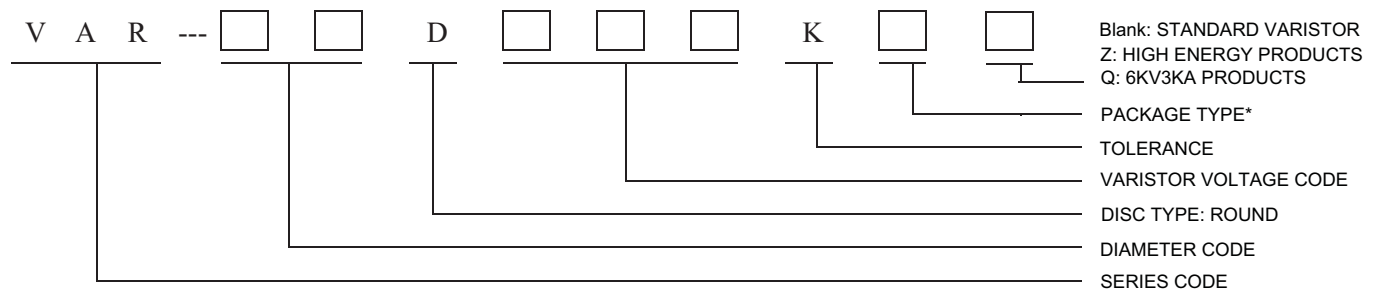 V A R --- D K
Blank: STANDARD VARISTOR
Z: HIGH ENERGY PRODUCTS
Q: 6KV3KA PRODUCTS
PACKAGE TYPE*
TOLERANCE
VARISTOR VOLTAGE CODE
DISC TYPE: ROUND
DIAMETER CODE
SERIES CODE